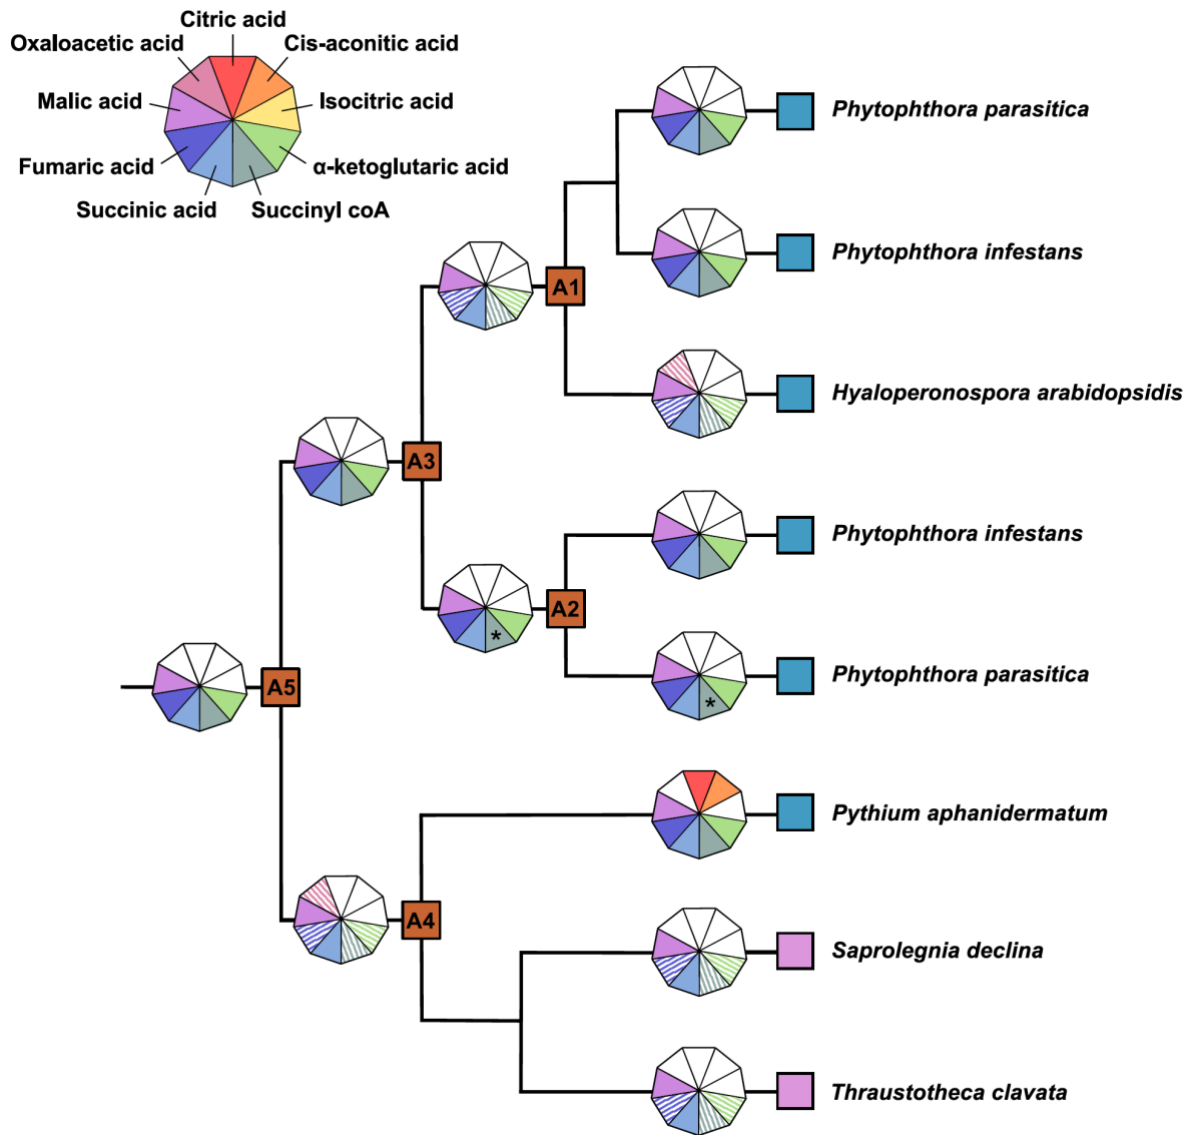 Citric acid
Oxaloacetic acid
Cis-aconitic acid
Malic acid
Isocitric acid
Fumaric acid
α-ketoglutaric acid
Succinic acid
Succinyl coA
Phytophthora parasitica
Phytophthora infestans
A1
Hyaloperonospora arabidopsidis
A3
Phytophthora infestans
*
A2
Phytophthora parasitica
*
A5
Pythium aphanidermatum
A4
Saprolegnia declina
Thraustotheca clavata